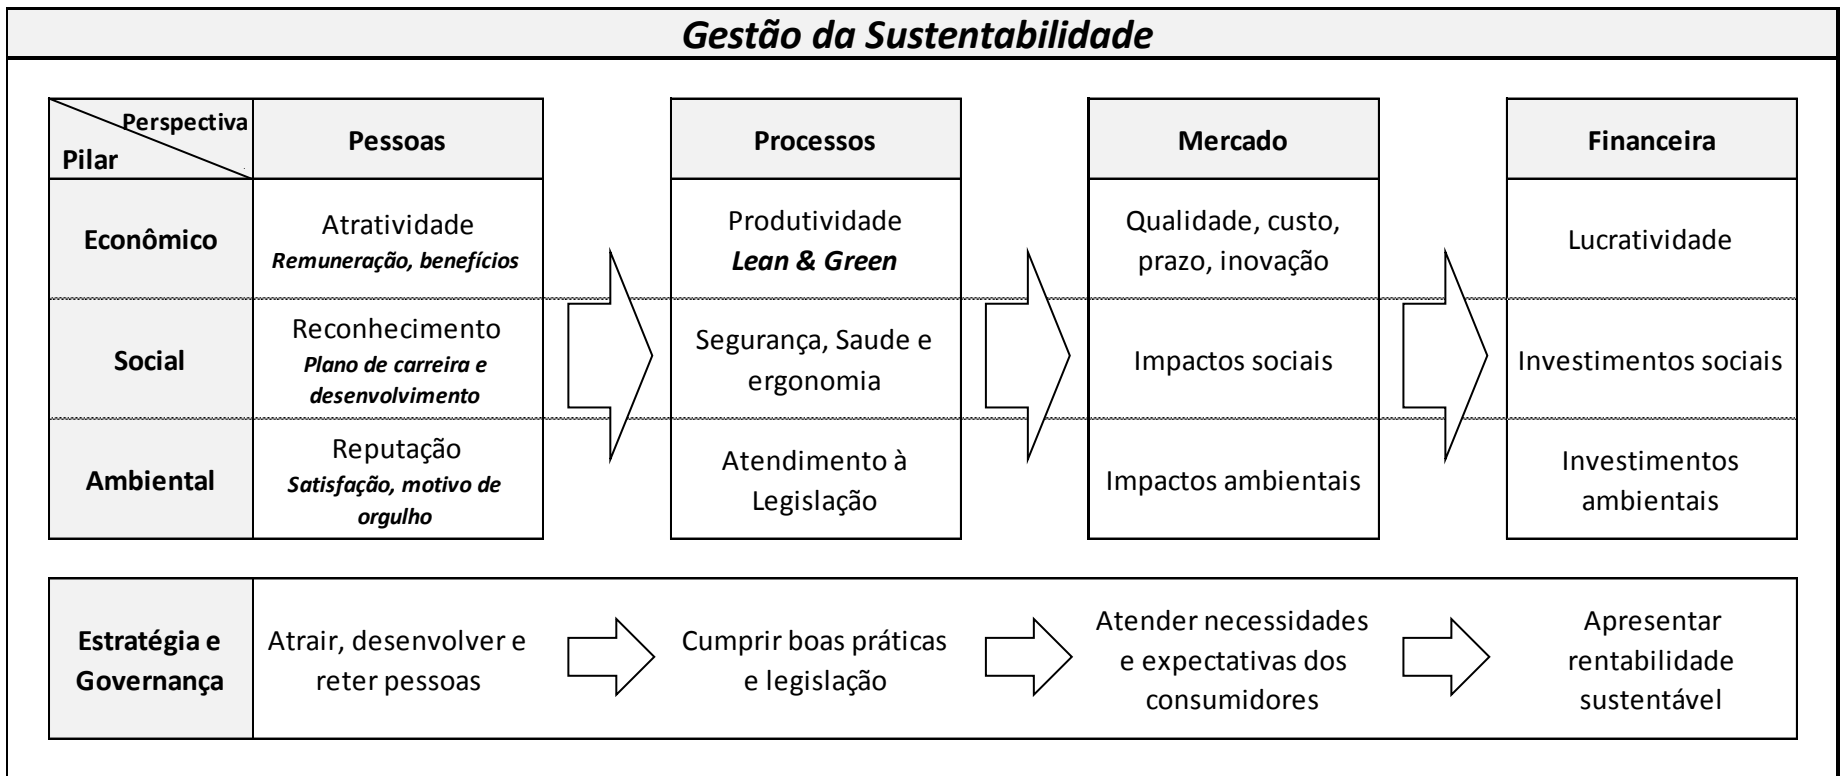 Gestão da Sustentabilidade
Perspectiva
Pilar
Pessoas
Processos
Mercado
Financeira
Econômico
Atratividade
Remuneração, benefícios
Produtividade
Lean & Green
Qualidade, custo,
prazo, inovação
Lucratividade
Social
Reconhecimento
Plano de carreira e
desenvolvimento
Segurança, Saude e
ergonomia
Impactos sociais
Investimentos sociais
Ambiental
Reputação
Satisfação, motivo de
orgulho
Atendimento à
Legislação
Impactos ambientais
Investimentos
ambientais
Estratégia e
Governança
Atrair, desenvolver e
reter pessoas
Cumprir boas práticas
e legislação
Atender necessidades
e expectativas dos
consumidores
Apresentar
rentabilidade
sustentável